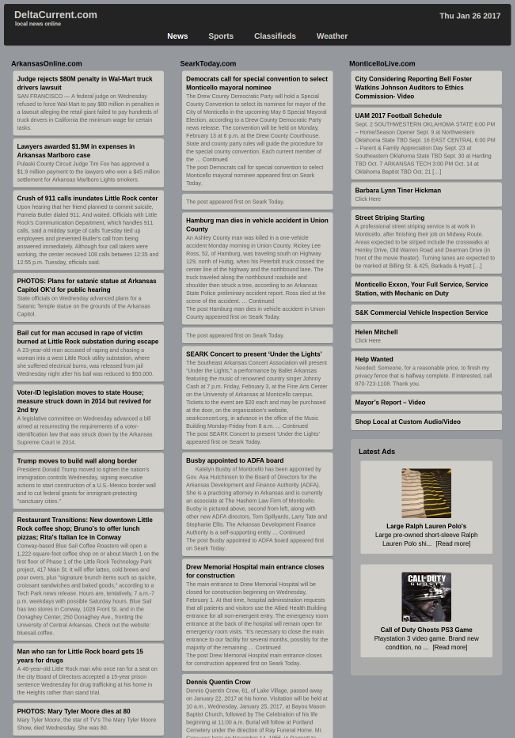 DeltaCurrent.com
local news online
Thu Jan 26 2017
News Sports Classifieds Weather
ArkansasOnline.com
Judge rejects $80M penalty in Wal-Mart truck
drivers lawsuit
SAN FRANCISCO — A federal judge on Wednesday
refused to force Wal-Mart to pay $80 million in penalties in
a lawsuit alleging the retail giant failed to pay hundreds of
truck drivers in California the minimum wage for certain
tasks.
Lawyers awarded $1.9M in expenses in
Arkansas Marlboro case
Pulaski County Circuit Judge Tim Fox has approved a
$1.9 million payment to the lawyers who won a $45 million
settlement for Arkansas Marlboro Lights smokers.
Crush of 911 calls inundates Little Rock center
Upon hearing that her friend planned to commit suicide,
Pamela Butler dialed 911. And waited. Officials with Little
Rock's Communications Department, which handles 911
calls, said a midday surge of calls Tuesday tied up
employees and prevented Butler's call from being
answered immediately. Although five call takers were
working, the center received 108 calls between 12:35 and
12:55 p.m. Tuesday, officials said.
PHOTOS: Plans for satanic statue at Arkansas
Capitol OK'd for public hearing
State officials on Wednesday advanced plans for a
Satanic Temple statue on the grounds of the Arkansas
Capitol.
Bail cut for man accused in rape of victim
burned at Little Rock substation during escape
A 23-year-old man accused of raping and chasing a
woman into a west Little Rock utility substation, where
she suffered electrical burns, was released from jail
Wednesday night after his bail was reduced to $50,000.
Voter-ID legislation moves to state House;
measure struck down in 2014 but revived for
2nd try
A legislative committee on Wednesday advanced a bill
aimed at resurrecting the requirements of a voter-
identification law that was struck down by the Arkansas
Supreme Court in 2014.
Trump moves to build wall along border
President Donald Trump moved to tighten the nation's
immigration controls Wednesday, signing executive
actions to start construction of a U.S.-Mexico border wall
and to cut federal grants for immigrant-protecting
"sanctuary cities."
Restaurant Transitions: New downtown Little
Rock coffee shop; Bruno's to offer lunch
pizzas; Rita's Italian Ice in Conway
Conway-based Blue Sail Coffee Roasters will open a
1,222-square-foot coffee shop on or about March 1 on the
first floor of Phase 1 of the Little Rock Technology Park
project, 417 Main St. It will offer lattes, cold brews and
pour overs, plus "signature brunch items such as quiche,
croissant sandwiches and baked goods," according to a
Tech Park news release. Hours are, tentatively, 7 a.m.-7
p.m. weekdays with possible Saturday hours. Blue Sail
has two stores in Conway, 1028 Front St. and in the
Donaghey Center, 250 Donaghey Ave., fronting the
University of Central Arkansas. Check out the website
bluesail.coffee.
Man who ran for Little Rock board gets 15
years for drugs
A 46-year-old Little Rock man who once ran for a seat on
the city Board of Directors accepted a 15-year prison
sentence Wednesday for drug trafficking at his home in
the Heights rather than stand trial.
PHOTOS: Mary Tyler Moore dies at 80
Mary Tyler Moore, the star of TV's The Mary Tyler Moore
Show, died Wednesday. She was 80.
SearkToday.com
Democrats call for special convention to select
Monticello mayoral nominee
The Drew County Democratic Party will hold a Special
County Convention to select its nominee for mayor of the
City of Monticello in the upcoming May 9 Special Mayoral
Election, according to a Drew County Democratic Party
news release. The convention will be held on Monday,
February 13 at 6 p.m. at the Drew County Courthouse.
State and county party rules will guide the procedure for
the special county convention. Each current member of
the … Continued
The post Democrats call for special convention to select
Monticello mayoral nominee appeared first on Seark
Today.
The post appeared first on Seark Today.
Hamburg man dies in vehicle accident in Union
County
An Ashley County man was killed in a one-vehicle
accident Monday morning in Union County. Rickey Lee
Ross, 52, of Hamburg, was traveling south on Highway
129, north of Huttig, when his Peterbilt truck crossed the
center line of the highway and the northbound lane. The
truck traveled along the northbound roadside and
shoulder then struck a tree, according to an Arkansas
State Police preliminary accident report. Ross died at the
scene of the accident. … Continued
The post Hamburg man dies in vehicle accident in Union
County appeared first on Seark Today.
The post appeared first on Seark Today.
SEARK Concert to present 'Under the Lights'
The Southeast Arkansas Concert Association will present
"Under the Lights," a performance by Ballet Arkansas
featuring the music of renowned country singer Johnny
Cash at 7 p.m. Friday, February 3, at the Fine Arts Center
on the University of Arkansas at Monticello campus.
Tickets to the event are $20 each and may be purchased
at the door, on the organization's website,
searkconcert.org, in advance in the office of the Music
Building Monday-Friday from 8 a.m. … Continued
The post SEARK Concert to present 'Under the Lights'
appeared first on Seark Today.
Busby appointed to ADFA board
Katelyn Busby of Monticello has been appointed by
Gov. Asa Hutchinson to the Board of Directors for the
Arkansas Development and Finance Authority (ADFA).
She is a practicing attorney in Arkansas and is currently
an associate at The Hashem Law Firm of Monticello.
Busby is pictured above, second from left, along with
other new ADFA directors, Tom Spillyards, Larry Tate and
Stephanie Ellis. The Arkansas Development Finance
Authority is a self-supporting entity … Continued
The post Busby appointed to ADFA board appeared first
on Seark Today.
Drew Memorial Hospital main entrance closes
for construction
The main entrance to Drew Memorial Hospital will be
closed for construction beginning on Wednesday,
February 1. At that time, hospital administration requests
that all patients and visitors use the Allied Health Building
entrance for all non-emergent entry. The emergency room
entrance at the back of the hospital will remain open for
emergency room visits. "It's necessary to close the main
entrance to our facility for several months, possibly for the
majority of the remaining … Continued
The post Drew Memorial Hospital main entrance closes
for construction appeared first on Seark Today.
Dennis Quentin Crow
Dennis Quentin Crow, 61, of Lake Village, passed away
on January 22, 2017 at his home. Visitation will be held at
10 a.m., Wednesday, January 25, 2017, at Bayou Mason
Baptist Church, followed by The Celebration of his life
beginning at 11:00 a.m. Burial will follow at Portland
Cemetery under the direction of Ray Funeral Home. Mr.
MonticelloLive.com
City Considering Reporting Bell Foster
Watkins Johnson Auditors to Ethics
Commission- Video
UAM 2017 Football Schedule
Sept. 2 SOUTHWESTERN OKLAHOMA STATE 6:00 PM
– Home/Season Opener Sept. 9 at Northwestern
Oklahoma State TBD Sept. 16 EAST CENTRAL 6:00 PM
– Parent & Family Appreciation Day Sept. 23 at
Southeastern Oklahoma State TBD Sept. 30 at Harding
TBD Oct. 7 ARKANSAS TECH 3:00 PM Oct. 14 at
Oklahoma Baptist TBD Oct. 21 […]
Barbara Lynn Tiner Hickman
Click Here
Street Striping Starting
A professional street striping service is at work in
Monticello, after finishing their job on Midway Route.
Areas expected to be striped include the crosswalks at
Henley Drive, Old Warren Road and Deerman Drive (in
front of the movie theater). Turning lanes are expected to
be marked at Billing St. & 425, Barkada & Hyatt […]
Monticello Exxon, Your Full Service, Service
Station, with Mechanic on Duty
S&K Commercial Vehicle Inspection Service
Helen Mitchell
Click Here
Help Wanted
Needed: Someone, for a reasonable price, to finish my
privacy fence that is halfway complete. If interested, call
870-723-1108. Thank you.
Mayor's Report – Video
Shop Local at Custom Audio/Video
Latest Ads
Large Ralph Lauren Polo's
Large pre-owned short-sleeve Ralph
Lauren Polo shi... [Read more]
CALL OF DUTY
GHOSTS
Call of Duty Ghosts PS3 Game
Playstation 3 video game. Brand new
condition, no ... [Read more]